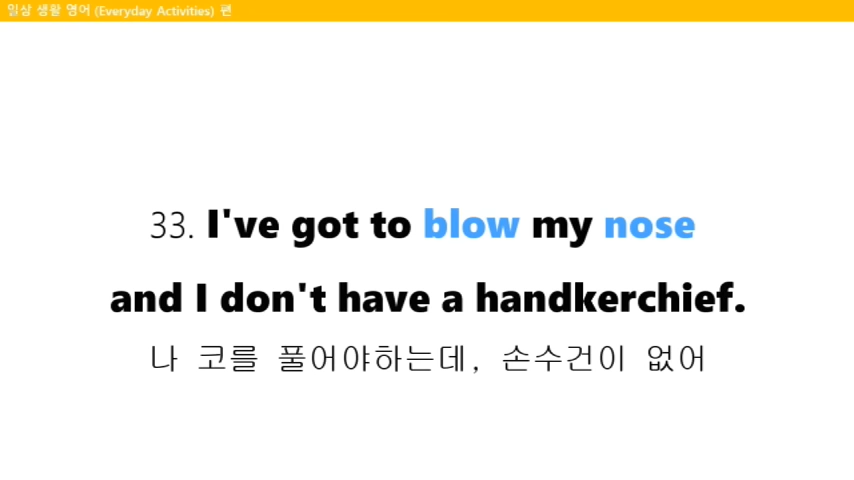 일상 생활 영어 (Everyday Activities) 편
33. I've got to blow my nose
and I don't have a handkerchief.
나 코를 풀어야하는데, 손수건이 없어